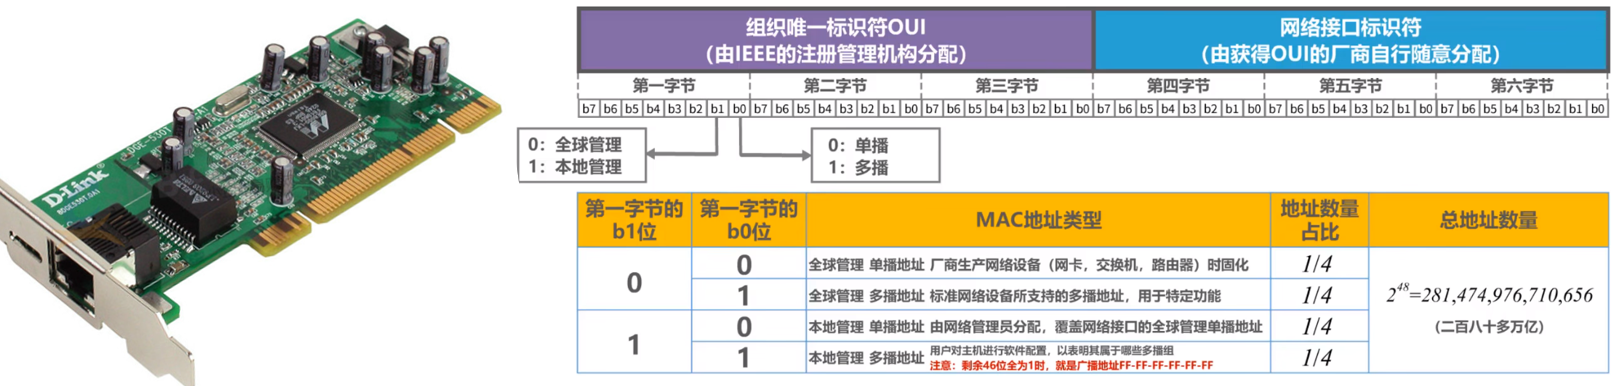 D-Link®
DGE-530T
组织唯一标识符OUI
（由IEEE的注册管理机构分配）
网络接口标识符
（由获得OUI的厂商自行随意分配）
第一字节 第二字节 第三字节 第四字节 第五字节 第六字节
b7 b6 b5 b4 b3 b2 b1 b0 b7 b6 b5 b4 b3 b2 b1 b0 b7 b6 b5 b4 b3 b2 b1 b0 b7 b6 b5 b4 b3 b2 b1 b0 b7 b6 b5 b4 b3 b2 b1 b0 b7 b6 b5 b4 b3 b2 b1 b0
0：全球管理
1：本地管理
0：单播
1：多播
第一字节的
b1位
第一字节的
b0位
MAC地址类型
地址数量
占比
总地址数量
0
0 全球管理 单播地址 厂商生产网络设备（网卡，交换机，路由器）时固化 1/4
1 全球管理 多播地址 标准网络设备所支持的多播地址，用于特定功能 1/4
1
0 本地管理 单播地址 由网络管理员分配，覆盖网络接口的全球管理单播地址 1/4
1 本地管理 多播地址 用户对主机进行软件配置，以表明其属于哪些多播组
注意：剩余46位全为1时，就是广播地址FF-FF-FF-FF-FF-FF
1/4
2^48=281,474,976,710,656
（二百八十多万亿）